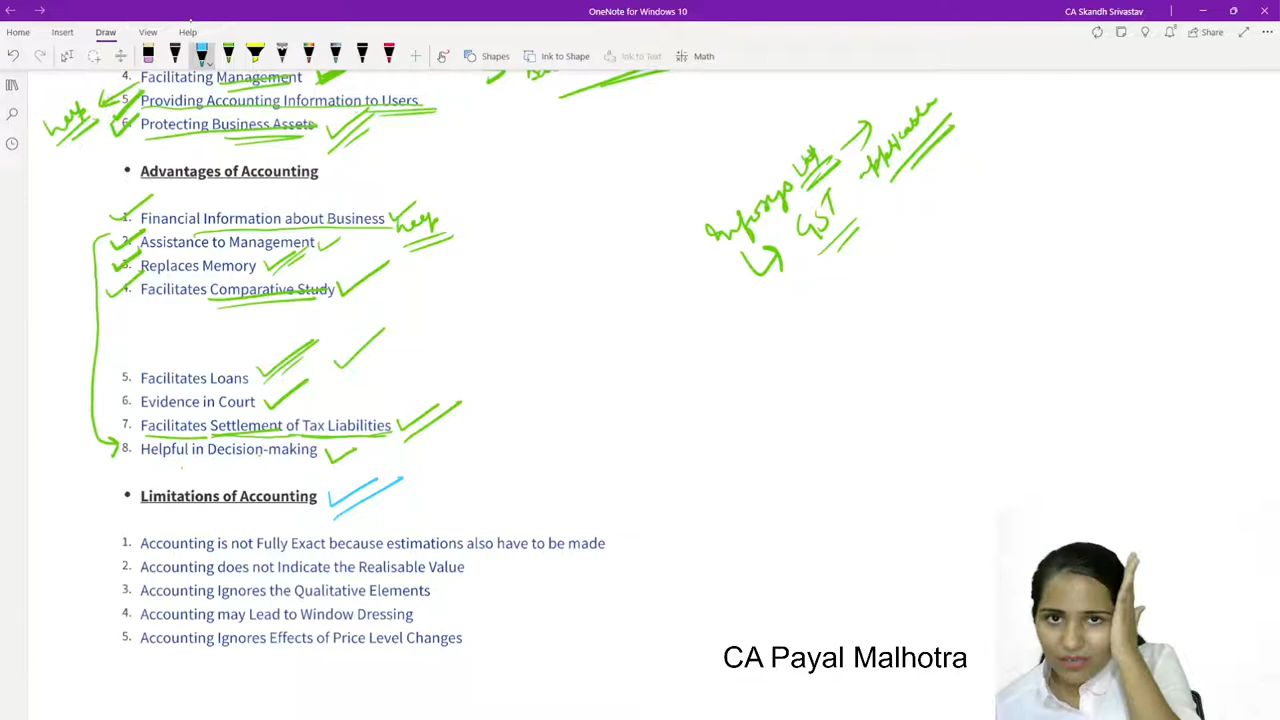 OneNote for Windows 10
CA Skandh Srivastav
Home Insert Draw View Help
Share
Shapes Ink to Shape Ink to Text Math
4. Facilitating Management
5. Providing Accounting Information to Users
6. Protecting Business Assets
help
• Advantages of Accounting
1. Financial Information about Business
help
2. Assistance to Management
3. Replaces Memory
4. Facilitates Comparative Study
5. Facilitates Loans
6. Evidence in Court
7. Facilitates Settlement of Tax Liabilities
8. Helpful in Decision-making
• Limitations of Accounting
1. Accounting is not Fully Exact because estimations also have to be made
2. Accounting does not Indicate the Realisable Value
3. Accounting Ignores the Qualitative Elements
4. Accounting may Lead to Window Dressing
5. Accounting Ignores Effects of Price Level Changes
Infosys
applicable
GST
CA Payal Malhotra